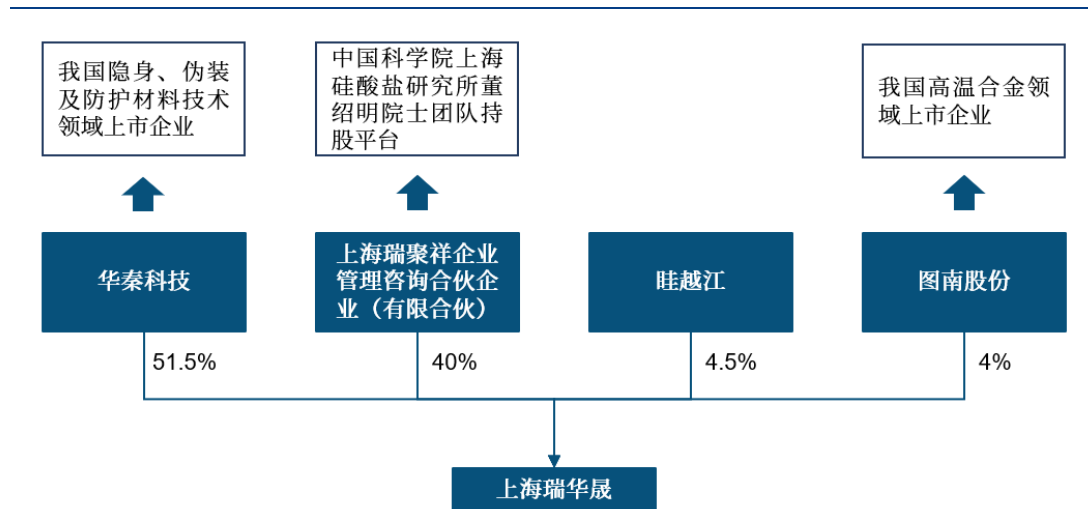 我国隐身、伪装
及防护材料技术
领域上市企业
中国科学院上海
硅酸盐研究所董
绍明院士团队持
股平台
我国高温合金领
域上市企业
华秦科技
上海瑞聚祥企业
管理咨询合伙企
业（有限合伙）
眭越江
图南股份
51.5%
40%
4.5%
4%
上海瑞华晟